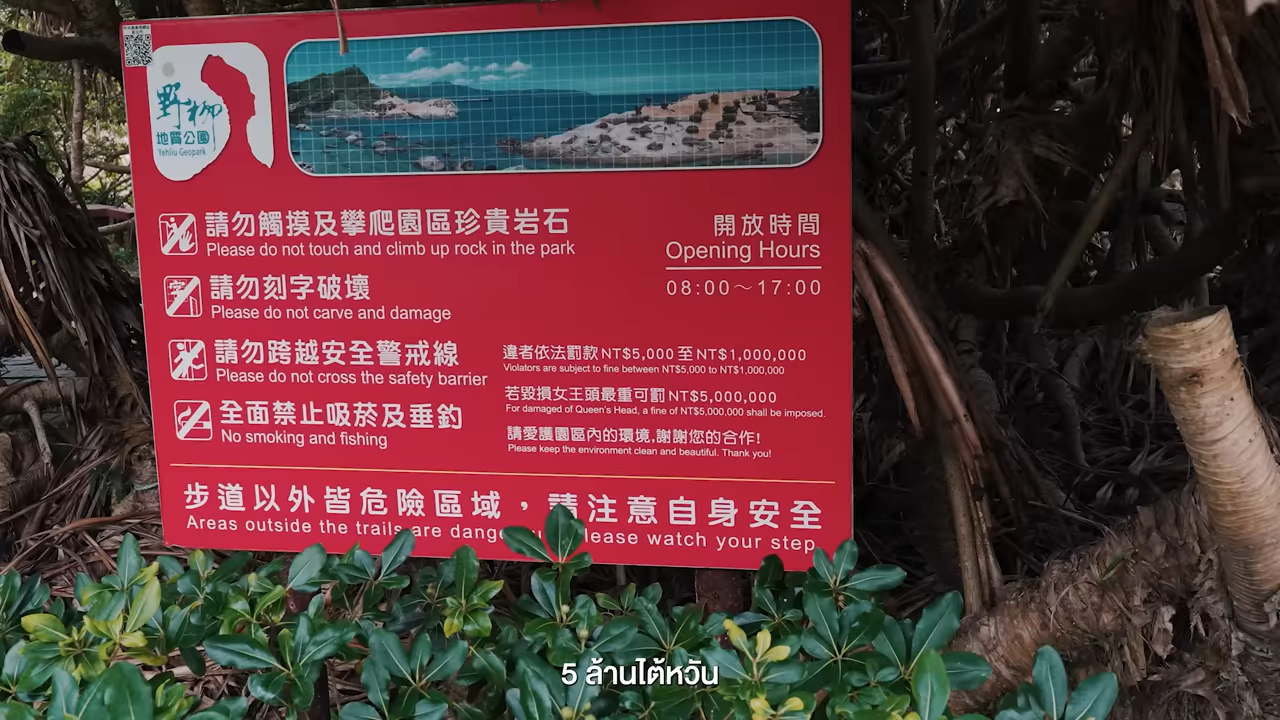 野柳
地質公園
Yehliu Geopark
請勿觸摸及攀爬園區珍貴岩石
Please do not touch and climb up rock in the park
請勿刻字破壞
Please do not carve and damage
請勿跨越安全警戒線
Please do not cross the safety barrier
全面禁止吸菸及垂釣
No smoking and fishing
開放時間
Opening Hours
08:00～17:00
違者依法罰款NT$5,000至NT$1,000,000
Violators are subject to fine between NT$5,000 to NT$1,000,000
若毀損女王頭最重可罰NT$5,000,000
For damaged of Queen's Head, a fine of NT$5,000,000 shall be imposed.
請愛護園區內的環境,謝謝您的合作!
Please keep the environment clean and beautiful. Thank you!
步道以外皆危險區域，請注意自身安全
Areas outside the trails are please watch your step
5 ล้านไต้หวัน